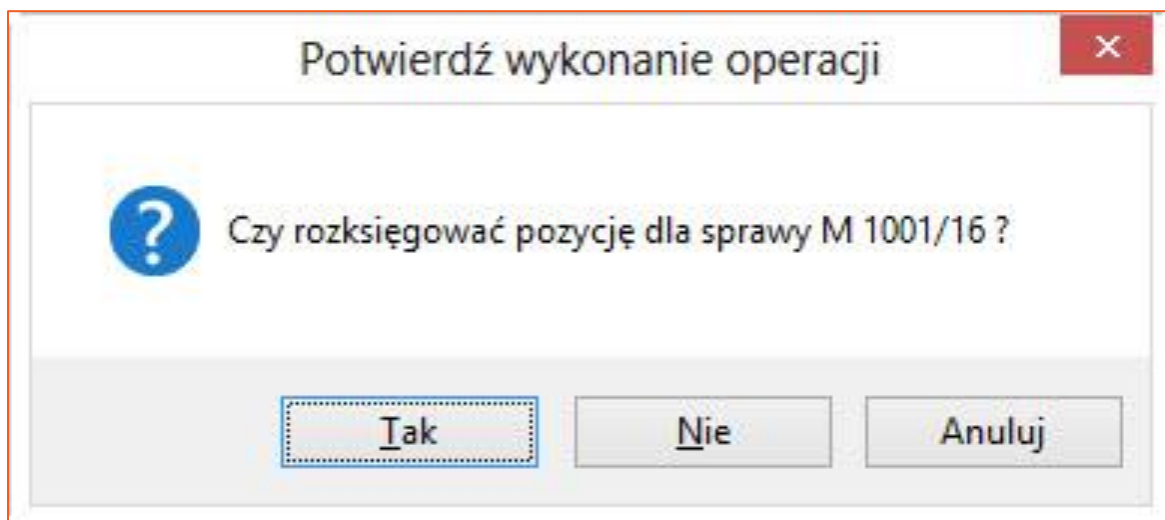 Potwierdź wykonanie operacji
Czy rozksięgować pozycję dla sprawy M 1001/16 ?
Tak Nie Anuluj